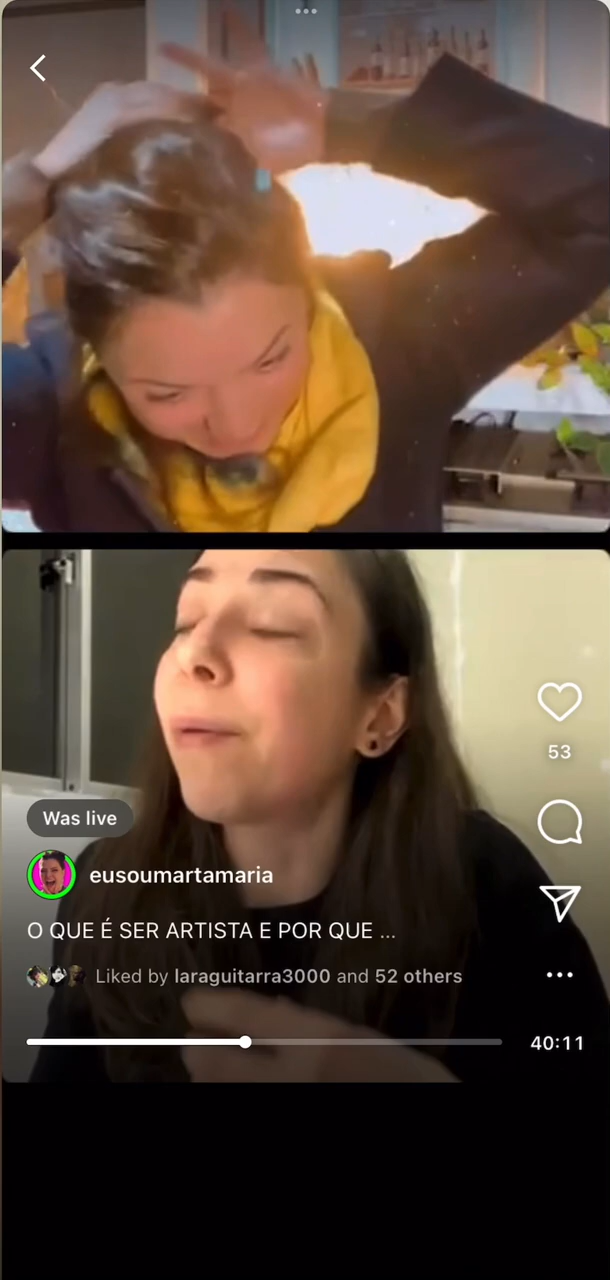 53
Was live
eusoumartamaria
O QUE É SER ARTISTA E POR QUE ...
Liked by laraguitarra3000 and 52 others
40:11